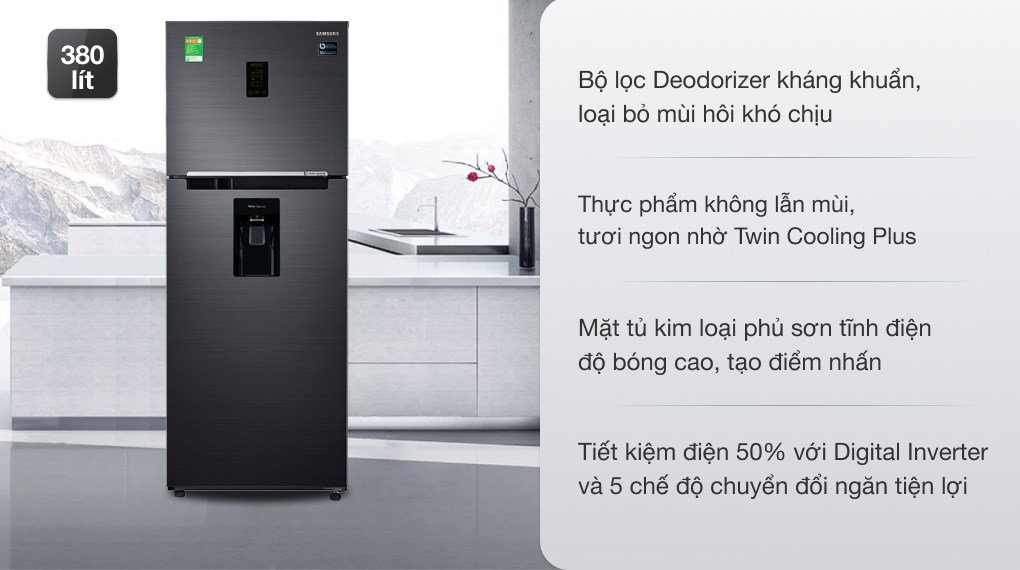 380
lít
SAMSUNG
Bộ lọc Deodorizer kháng khuẩn,
loại bỏ mùi hôi khó chịu
Thực phẩm không lẫn mùi,
tươi ngon nhờ Twin Cooling Plus
Mặt tủ kim loại phủ sơn tĩnh điện
độ bóng cao, tạo điểm nhấn
Tiết kiệm điện 50% với Digital Inverter
và 5 chế độ chuyển đổi ngăn tiện lợi